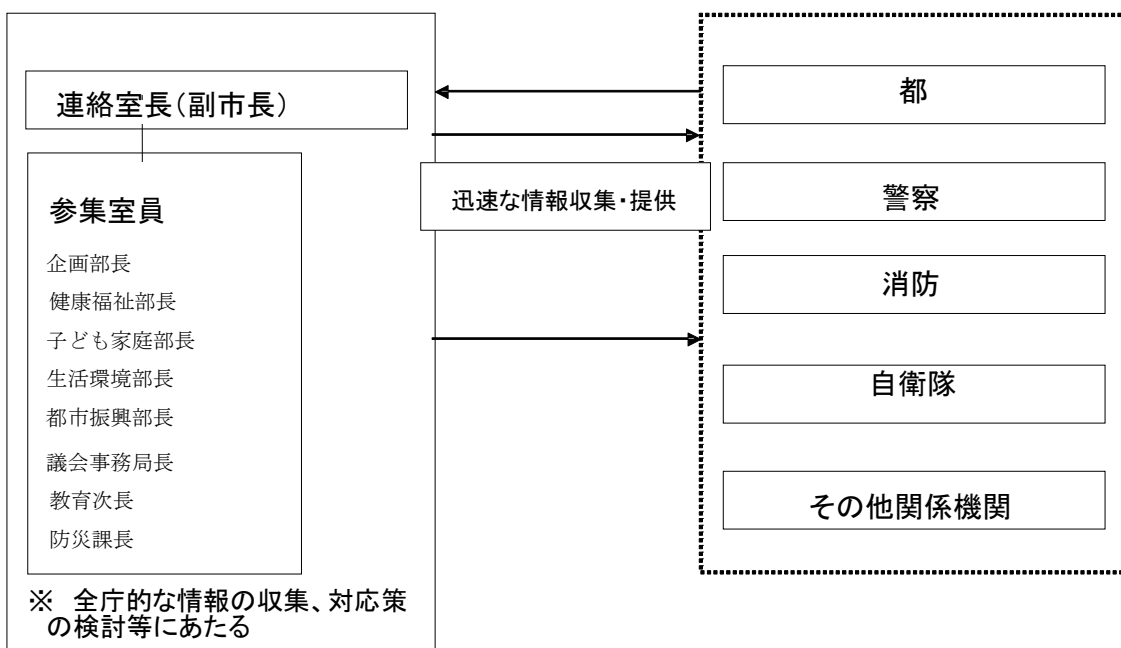 連絡室長(副市長)
参集室員
企画部長
健康福祉部長
子ども家庭部長
生活環境部長
都市振興部長
議会事務局長
教育次長
防災課長
※　全庁的な情報の収集、対応策
の検討等にあたる
迅速な情報収集・提供
都
警察
消防
自衛隊
その他関係機関